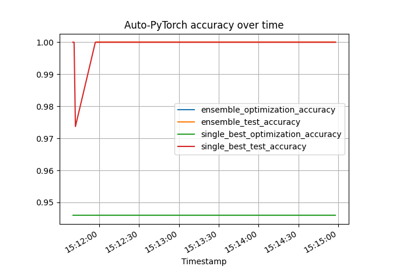 Auto-PyTorch accuracy over time
1.00
0.99
0.98
0.97
0.96
0.95
ensemble_optimization_accuracy
ensemble_test_accuracy
single_best_optimization_accuracy
single_best_test_accuracy
15:12:00
15:12:30
15:13:00
15:13:30
15:14:00
15:14:30
15:15:00
Timestamp